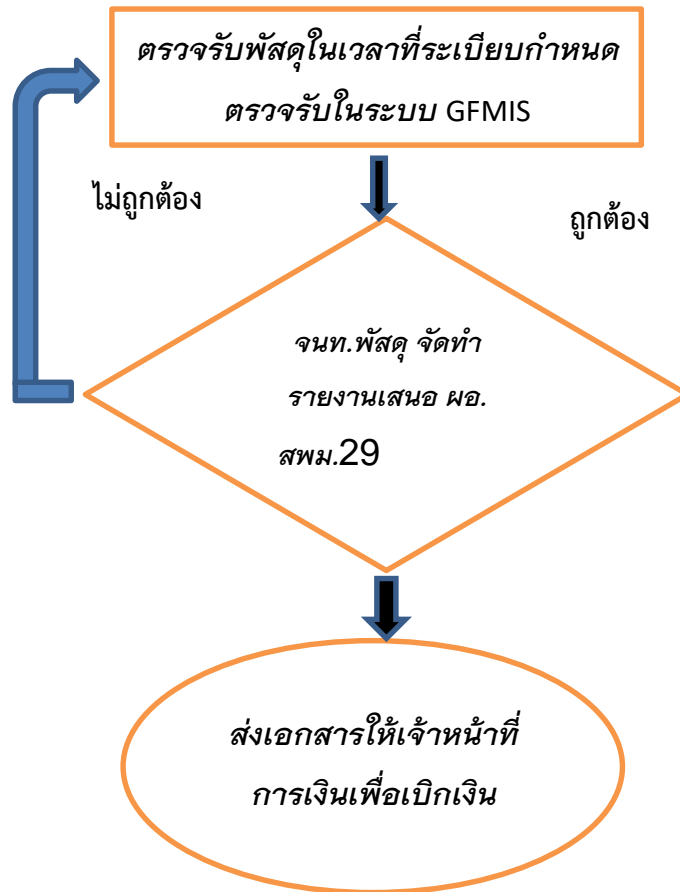 ตรวจรับพัสดุในเวลาที่ระเบียบกำหนด
ตรวจรับในระบบ GFMIS
ไม่ถูกต้อง
ถูกต้อง
จนท.พัสดุ จัดทำ
รายงานเสนอ ผอ.
สพม.29
ส่งเอกสารให้เจ้าหน้าที่
การเงินเพื่อเบิกเงิน